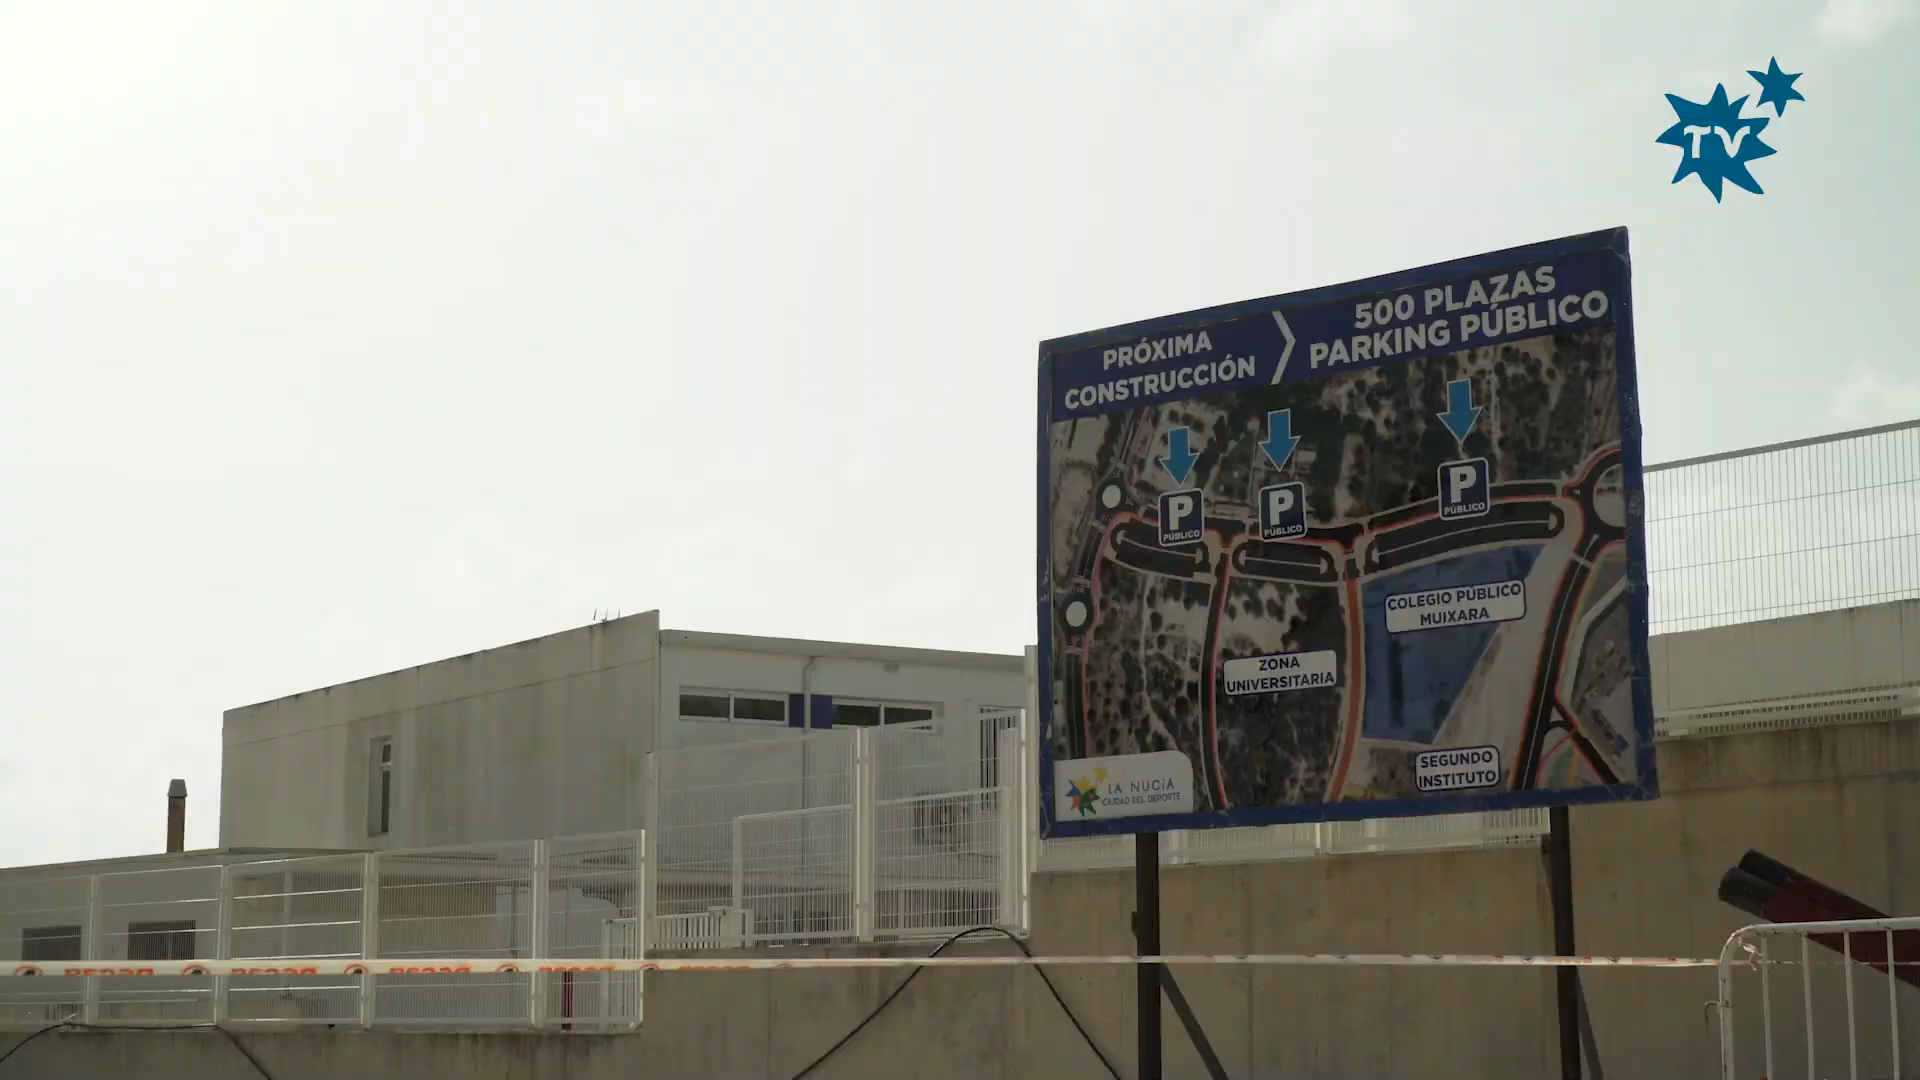 TV
PRÓXIMA
CONSTRUCCIÓN
500 PLAZAS
PARKING PÚBLICO
P
PÚBLICO
P
PÚBLICO
P
PÚBLICO
COLEGIO PÚBLICO
MUIXARA
ZONA
UNIVERSITARIA
SEGUNDO
INSTITUTO
LA NUCÍA
CIUDAD DEL DEPORTE